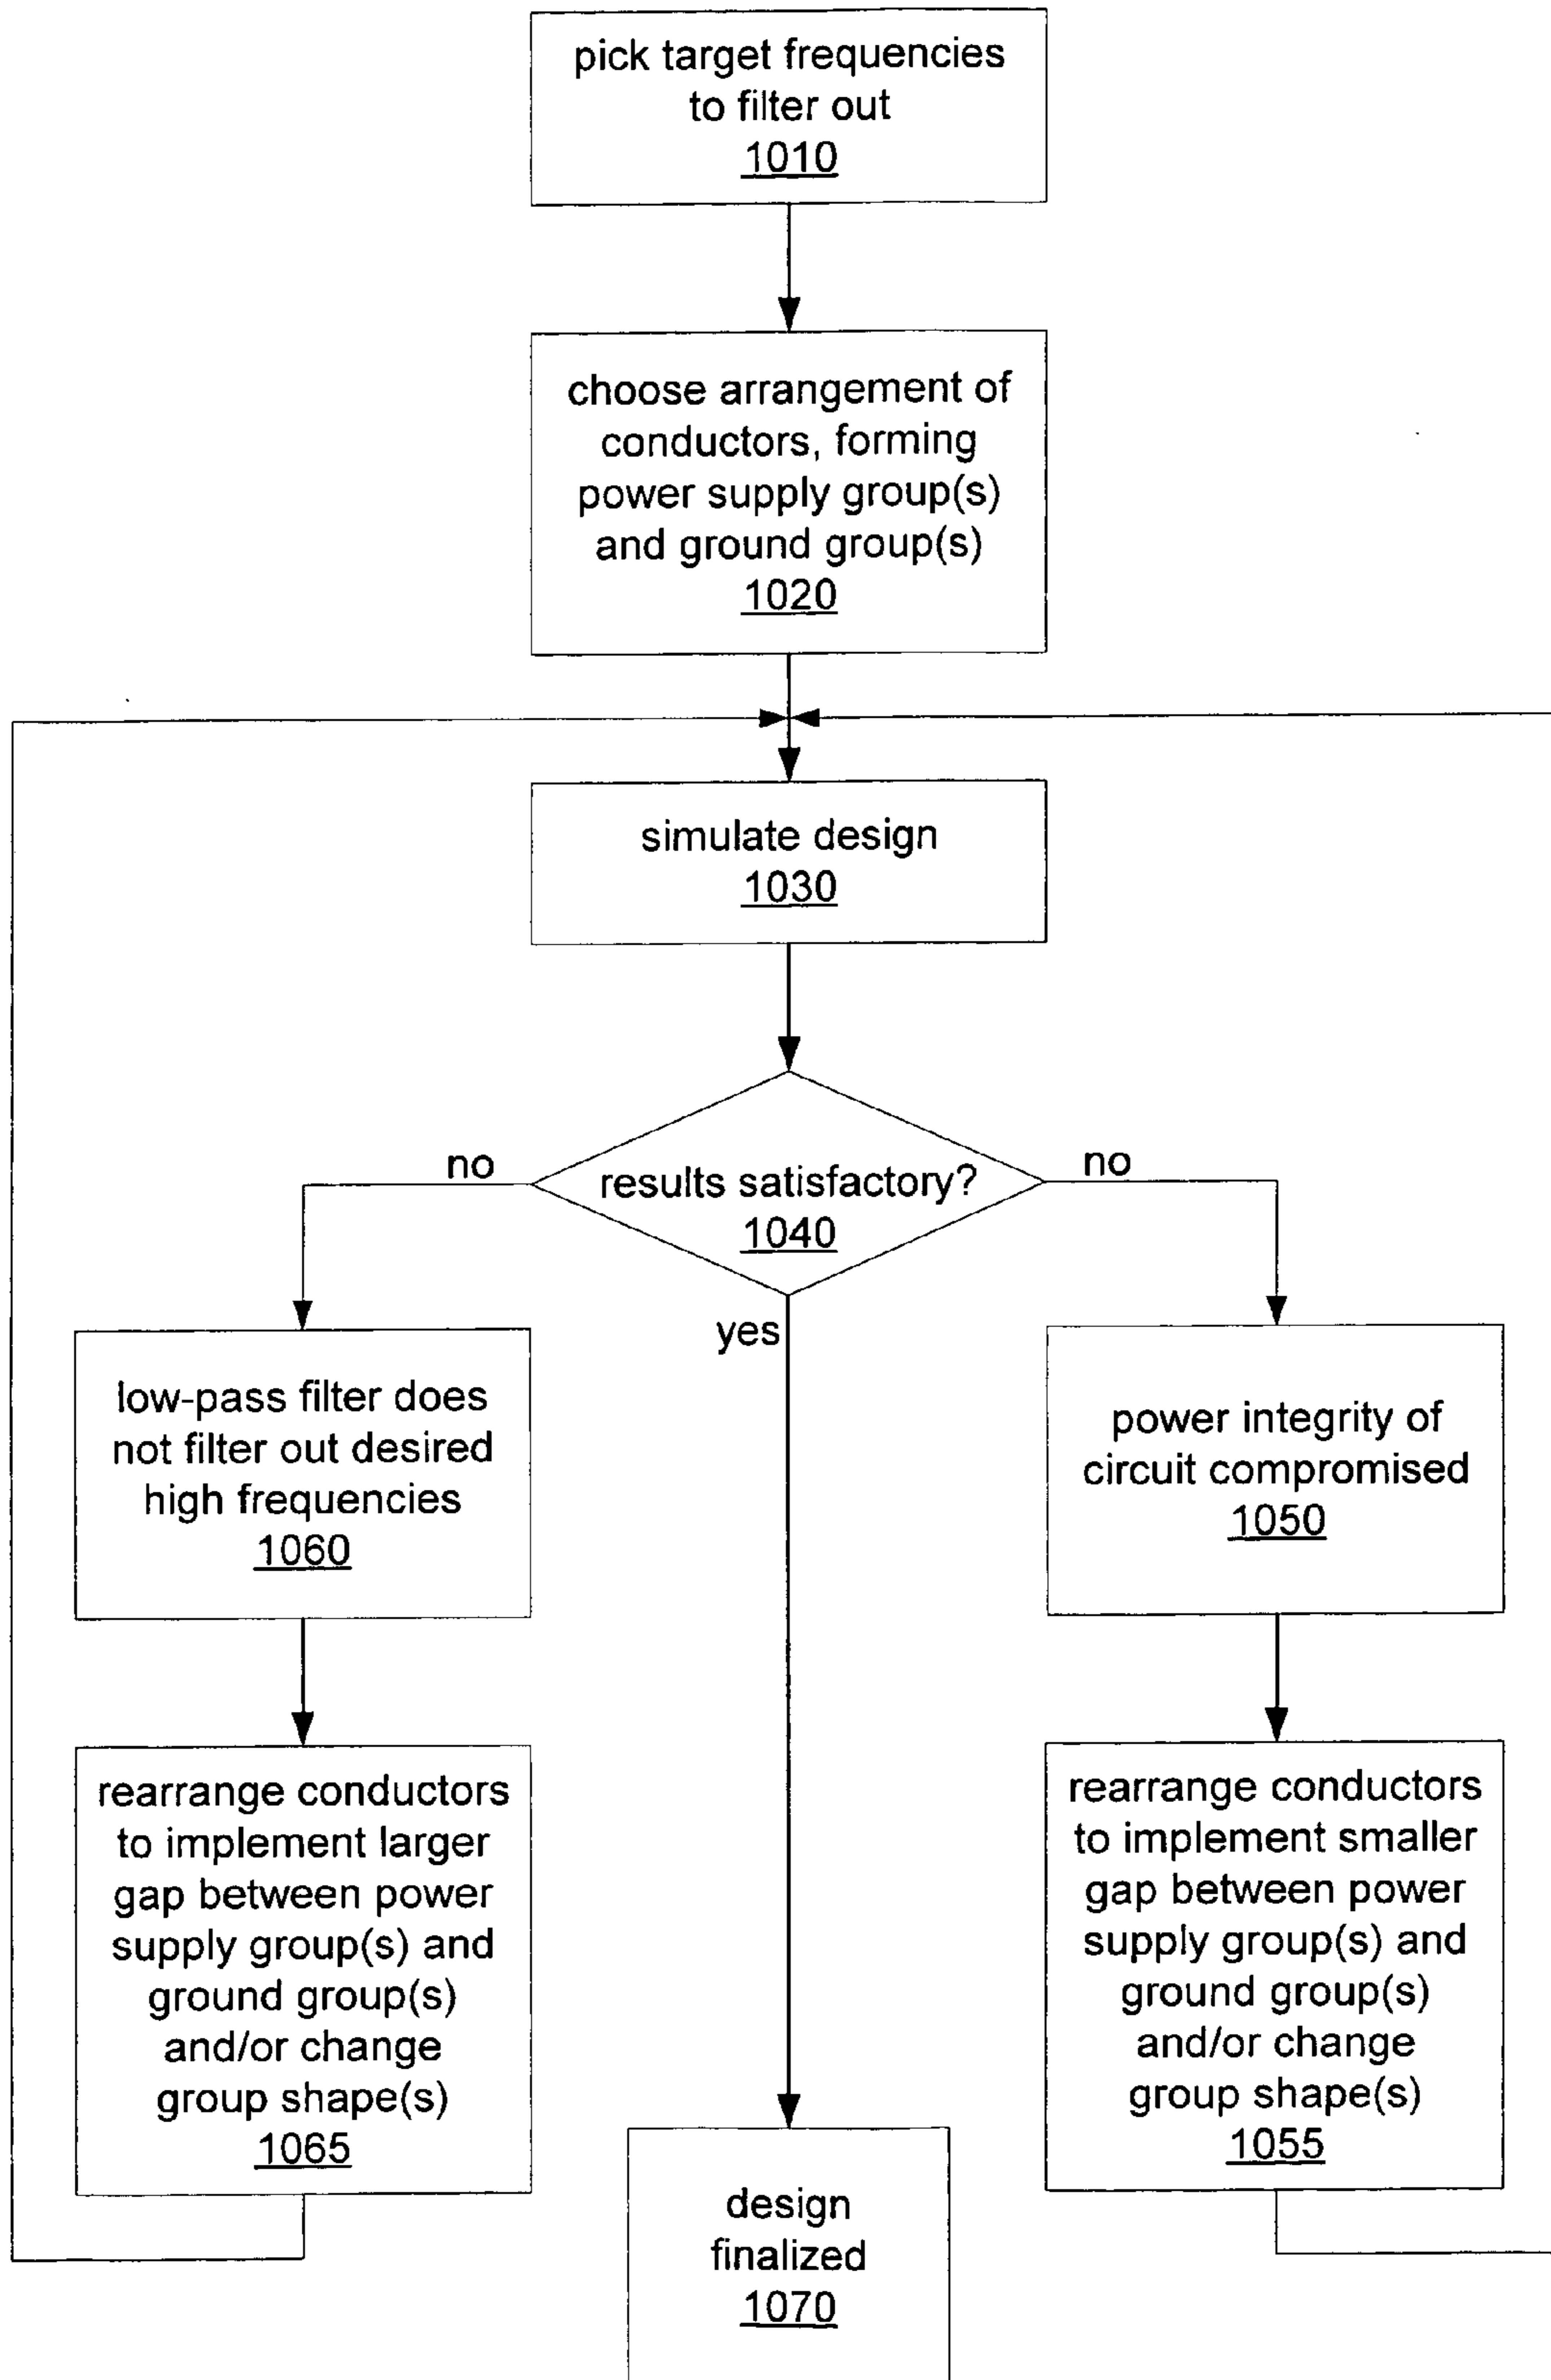 pick target frequencies
to filter out
1010
choose arrangement of
conductors, forming
power supply group(s)
and ground group(s)
1020
simulate design
1030
no
results satisfactory?
1040
no
yes
low-pass filter does
not filter out desired
high frequencies
1060
power integrity of
circuit compromised
1050
rearrange conductors
to implement larger
gap between power
supply group(s) and
ground group(s)
and/or change
group shape(s)
1065
rearrange conductors
to implement smaller
gap between power
supply group(s) and
ground group(s)
and/or change
group shape(s)
1055
design
finalized
1070